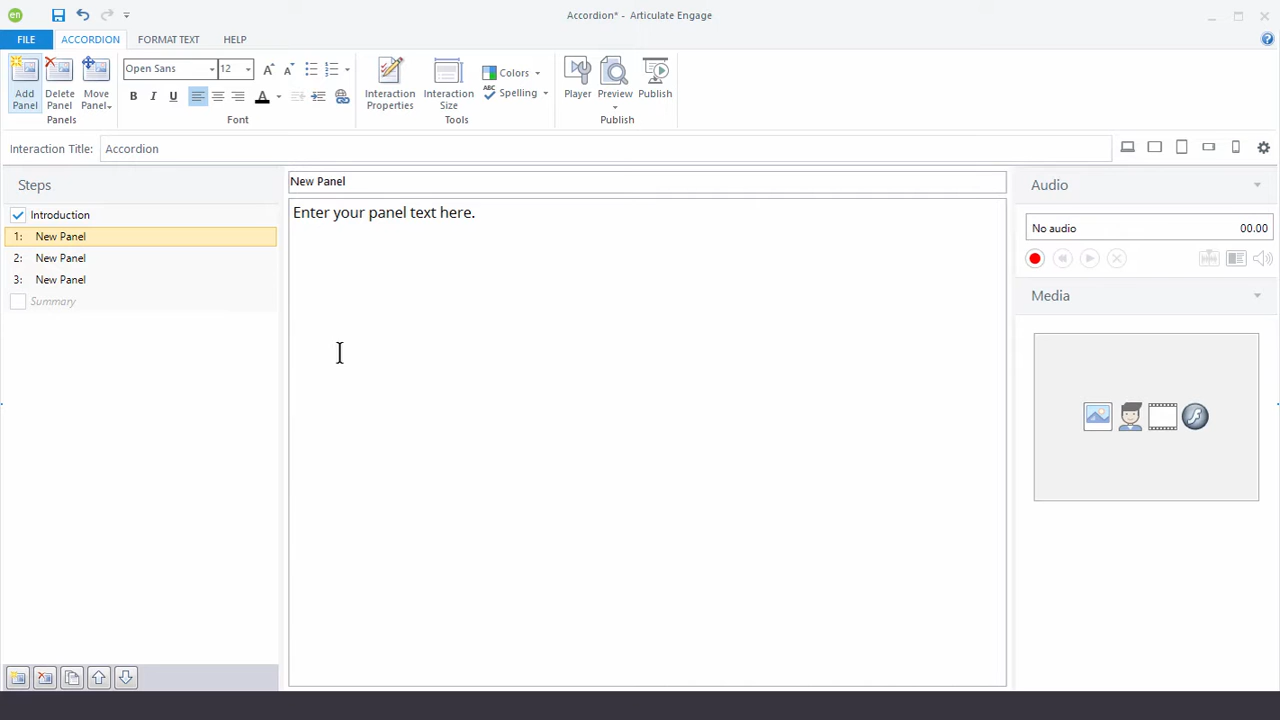 en
Accordion* - Articulate Engage
FILE
ACCORDION
FORMAT TEXT
HELP
Add
Panel
Delete
Panel
Move
Panel
Panels
Open Sans
12
B
I
U
A
Font
Interaction
Properties
Interaction
Size
Colors
ABC
Spelling
Tools
Player
Preview
Publish
Publish
Interaction Title:
Accordion
Steps
Introduction
1: New Panel
2: New Panel
3: New Panel
Summary
New Panel
Enter your panel text here.
Audio
No audio
00.00
Media